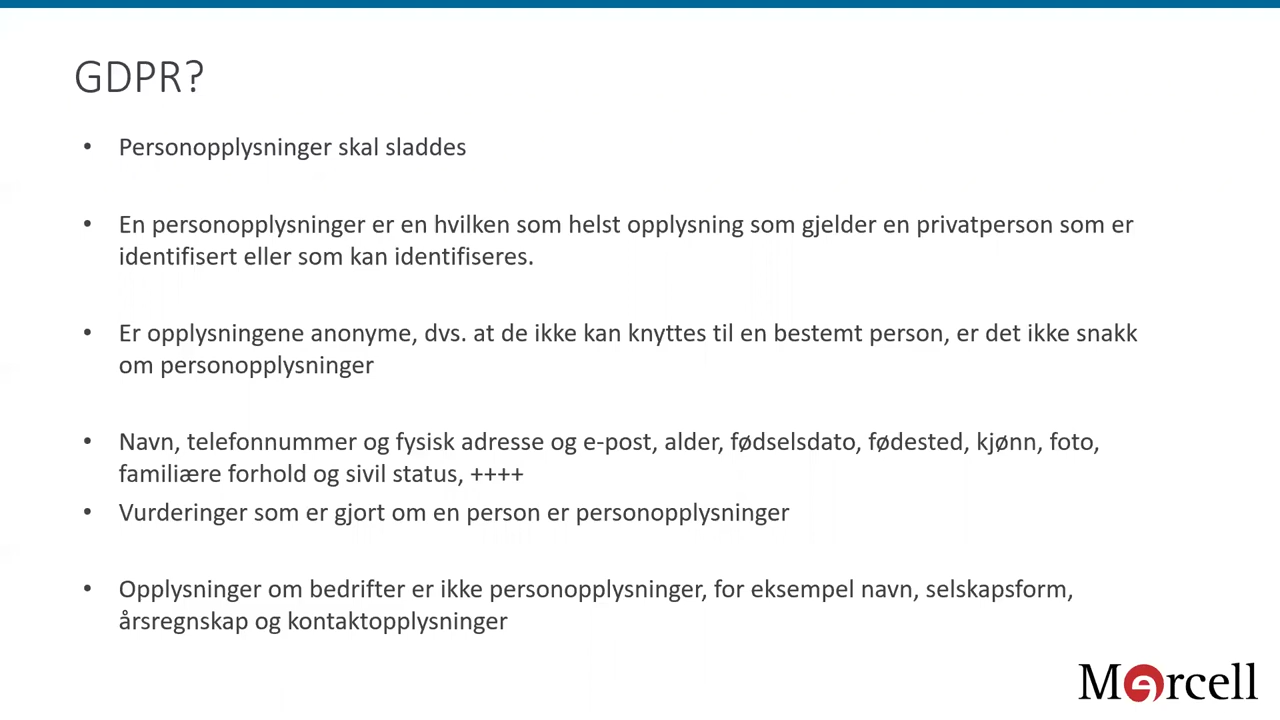 GDPR?
• Personopplysninger skal sladdes
• En personopplysninger er en hvilken som helst opplysning som gjelder en privatperson som er
identifisert eller som kan identifiseres.
• Er opplysningene anonyme, dvs. at de ikke kan knyttes til en bestemt person, er det ikke snakk
om personopplysninger
• Navn, telefonnummer og fysisk adresse og e-post, alder, fødselsdato, fødested, kjønn, foto,
familiære forhold og sivil status, ++++
• Vurderinger som er gjort om en person er personopplysninger
• Opplysninger om bedrifter er ikke personopplysninger, for eksempel navn, selskapsform,
årsregnskap og kontaktopplysninger
Mercell